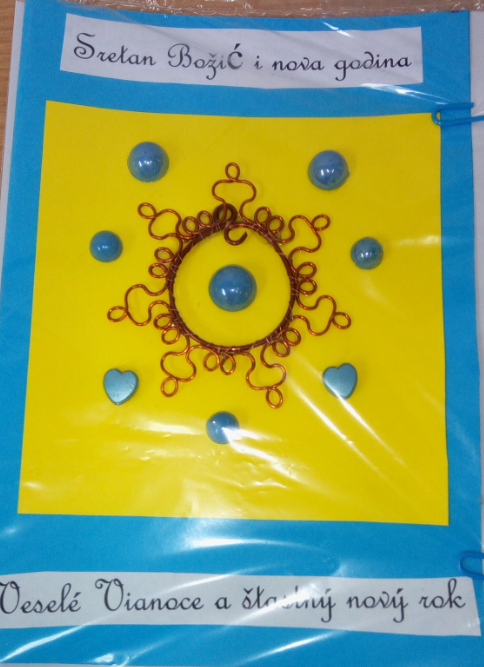 Sretan Božić i nova godina
Veselé Vianoce a šťastný nový rok